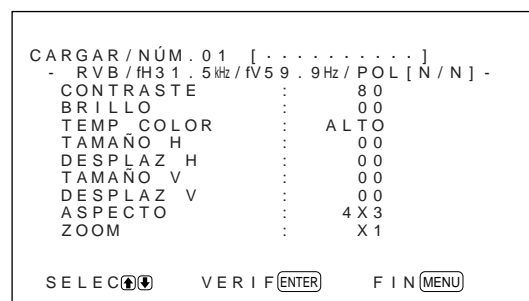 CARGAR/NÚM.01 [··········]
- RVB/fH31.5kHz/fV59.9Hz/POL[N/N]-
CONTRASTE : 80
BRILLO : 00
TEMP COLOR : ALTO
TAMAÑO H : 00
DESPLAZ H : 00
TAMAÑO V : 00
DESPLAZ V : 00
ASPECTO : 4X3
ZOOM : X1
SELEC↑↓ VERIF ENTER FIN MENU